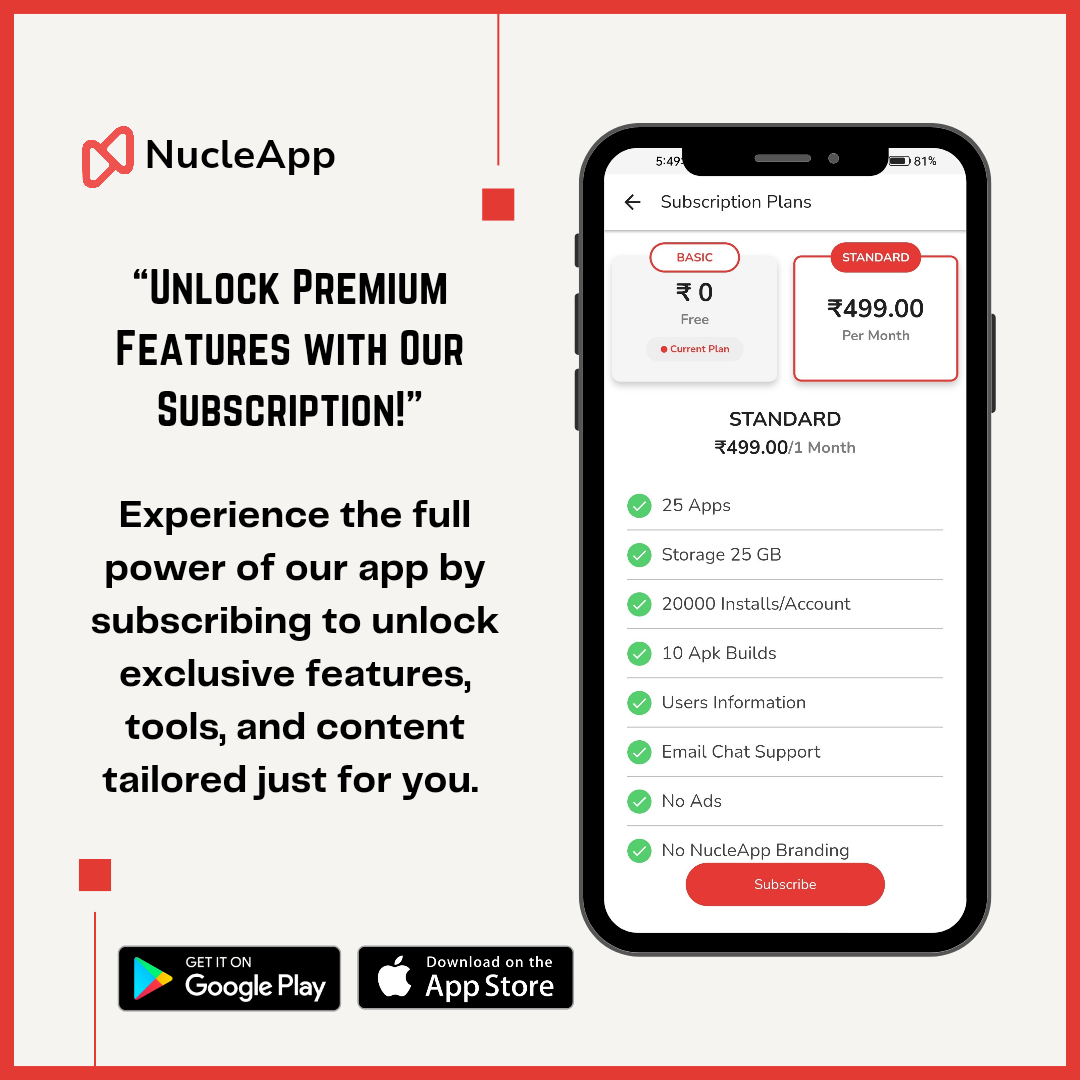 NucleApp
“Unlock Premium
Features with Our
Subscription!”
Experience the full
power of our app by
subscribing to unlock
exclusive features,
tools, and content
tailored just for you.
GET IT ON
Google Play
Download on the
App Store
5:49
81%
Subscription Plans
BASIC
₹ 0
Free
Current Plan
STANDARD
₹499.00
Per Month
STANDARD
₹499.00/1 Month
25 Apps
Storage 25 GB
20000 Installs/Account
10 Apk Builds
Users Information
Email Chat Support
No Ads
No NucleApp Branding
Subscribe